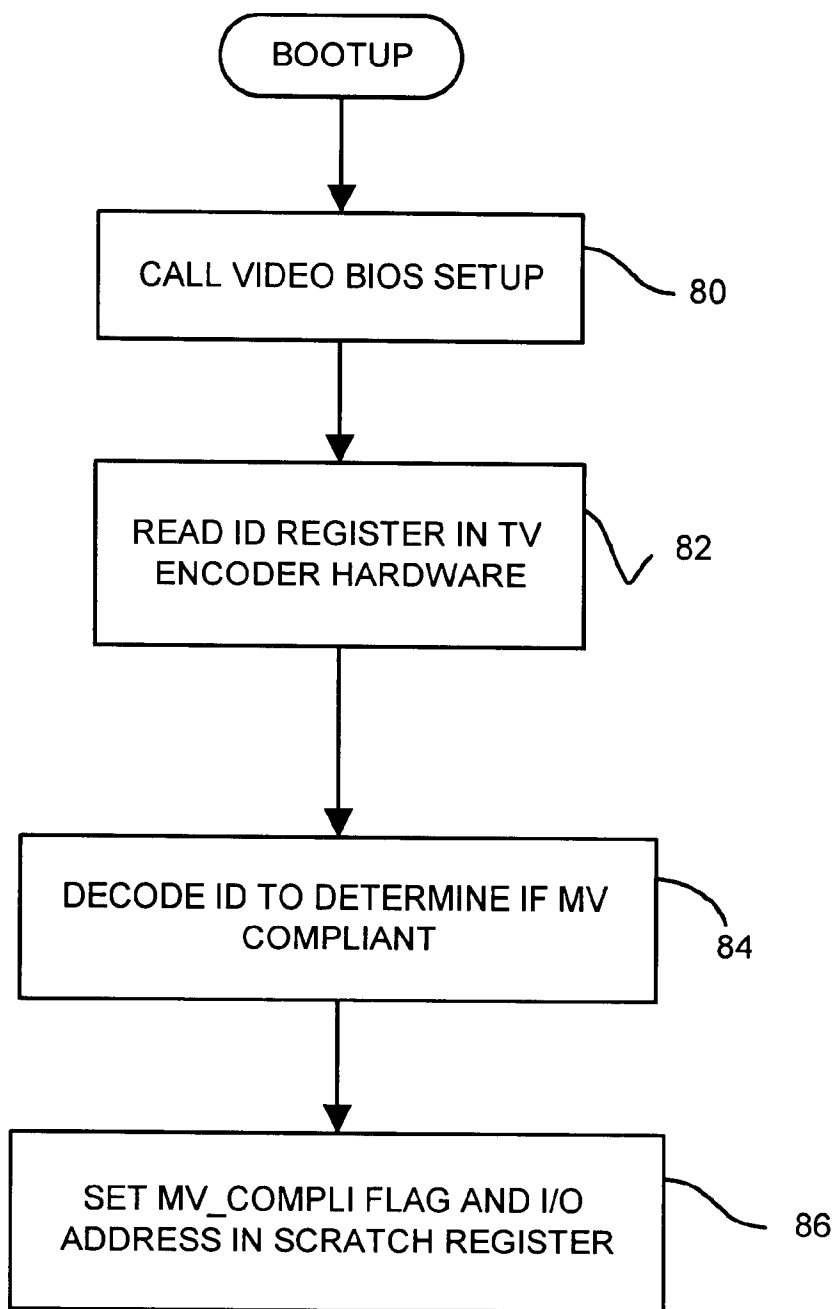 BOOTUP
CALL VIDEO BIOS SETUP
80
READ ID REGISTER IN TV
ENCODER HARDWARE
82
DECODE ID TO DETERMINE IF MV
COMPLIANT
84
SET MV_COMPLI FLAG AND I/O
ADDRESS IN SCRATCH REGISTER
86